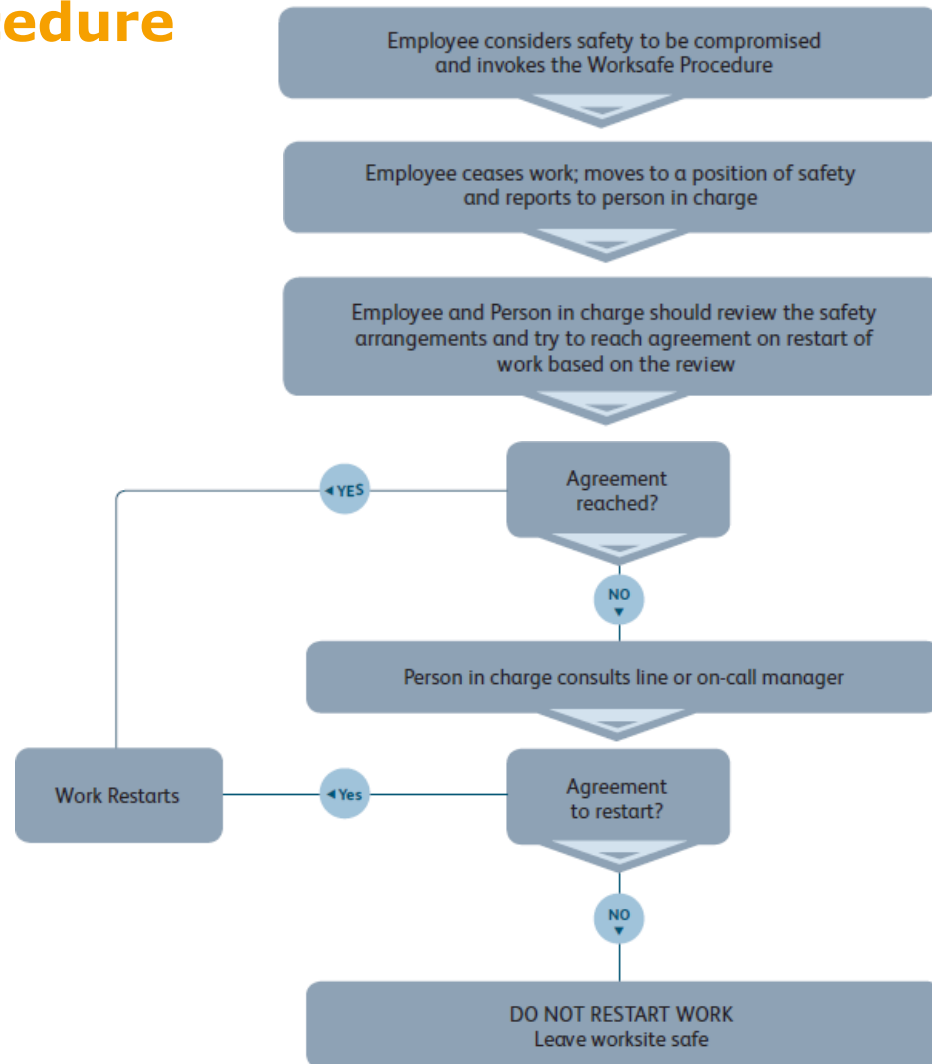 edure
Employee considers safety to be compromised
and invokes the Worksafe Procedure
Employee ceases work; moves to a position of safety
and reports to person in charge
Employee and Person in charge should review the safety
arrangements and try to reach agreement on restart of
work based on the review
Agreement
reached?
YES
NO
Person in charge consults line or on-call manager
Work Restarts
Yes
Agreement
to restart?
NO
DO NOT RESTART WORK
Leave worksite safe